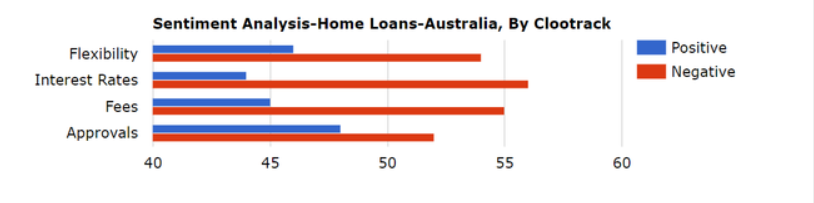 Sentiment Analysis-Home Loans-Australia, By Clootrack
Positive
Negative
Flexibility
Interest Rates
Fees
Approvals
40 45 50 55 60